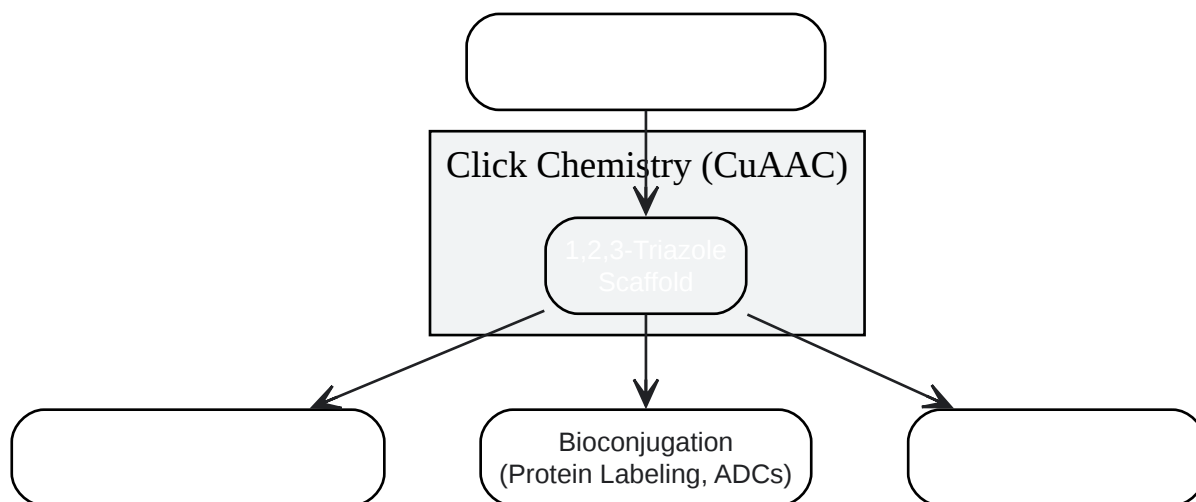 Click Chemistry (CuAAC)
1,2,3-Triazole
Scaffold
Bioconjugation
(Protein Labeling, ADCs)